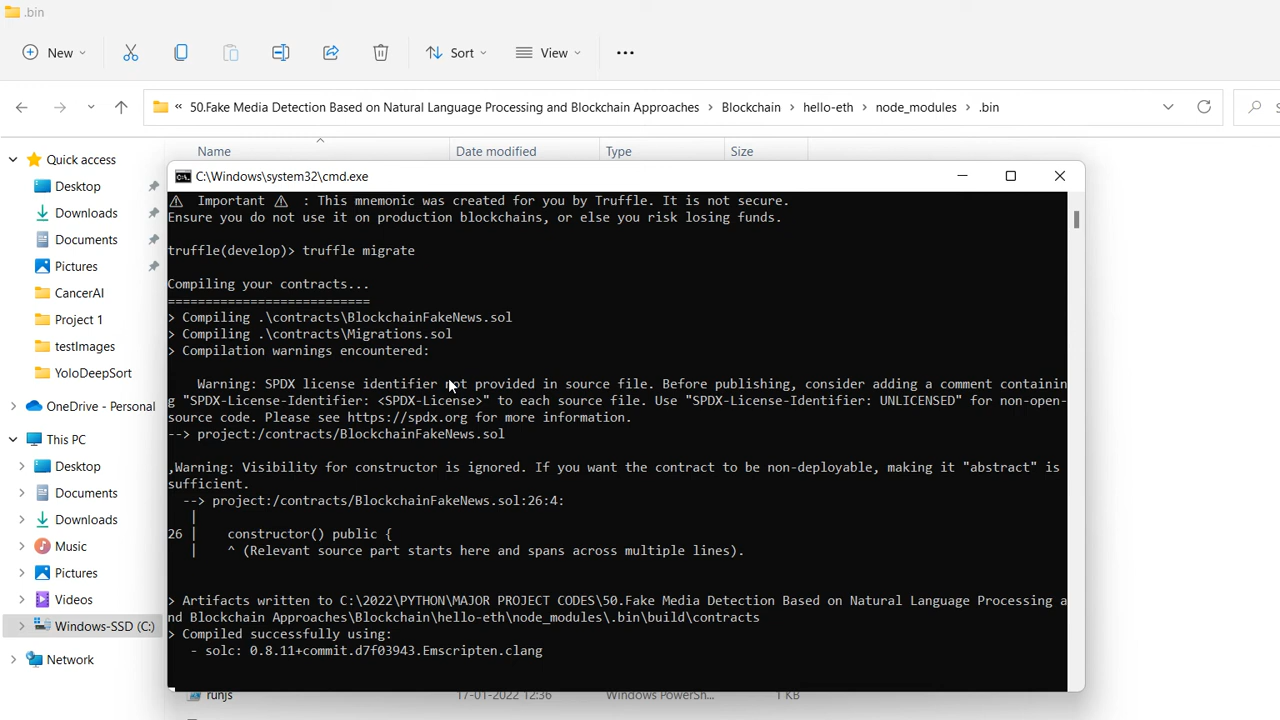 .bin
New
Sort
View
« 50.Fake Media Detection Based on Natural Language Processing and Blockchain Approaches > Blockchain > hello-eth > node_modules > .bin
Name Date modified Type Size
Quick access
Desktop
Downloads
Documents
Pictures
CancerAI
Project 1
testImages
YoloDeepSort
OneDrive - Personal
This PC
Desktop
Documents
Downloads
Music
Pictures
Videos
Windows-SSD (C:)
Network
C:\Windows\system32\cmd.exe
⚠ Important ⚠ : This mnemonic was created for you by Truffle. It is not secure.
Ensure you do not use it on production blockchains, or else you risk losing funds.
truffle(develop)> truffle migrate
Compiling your contracts...
===========================
> Compiling .\contracts\BlockchainFakeNews.sol
> Compiling .\contracts\Migrations.sol
> Compilation warnings encountered:
Warning: SPDX license identifier not provided in source file. Before publishing, consider adding a comment containin
g "SPDX-License-Identifier: <SPDX-License>" to each source file. Use "SPDX-License-Identifier: UNLICENSED" for non-open-
source code. Please see https://spdx.org for more information.
--> project:/contracts/BlockchainFakeNews.sol
,Warning: Visibility for constructor is ignored. If you want the contract to be non-deployable, making it "abstract" is
sufficient.
--> project:/contracts/BlockchainFakeNews.sol:26:4:
|
26 | constructor() public {
| ^ (Relevant source part starts here and spans across multiple lines).
> Artifacts written to C:\2022\PYTHON\MAJOR PROJECT CODES\50.Fake Media Detection Based on Natural Language Processing a
nd Blockchain Approaches\Blockchain\hello-eth\node_modules\.bin\build\contracts
> Compiled successfully using:
- solc: 0.8.11+commit.d7f03943.Emscripten.clang
runjs 17-01-2022 12:36 Windows PowerSh... 1 KB